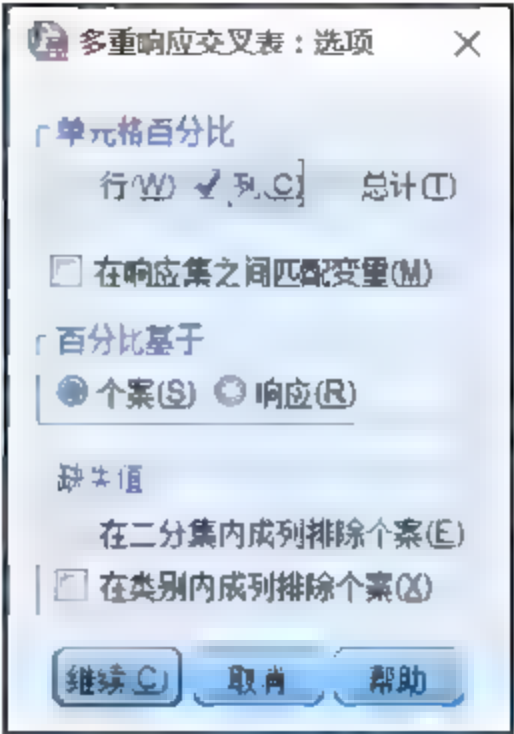 多重响应交叉表：选项
单元格百分比
行(W) 列(C) 总计(T)
在响应集之间匹配变量(M)
百分比基于
个案(S) 响应(R)
缺失值
在二分集内成列排除个案(E)
在类别内成列排除个案(X)
继续(C) 取消 帮助